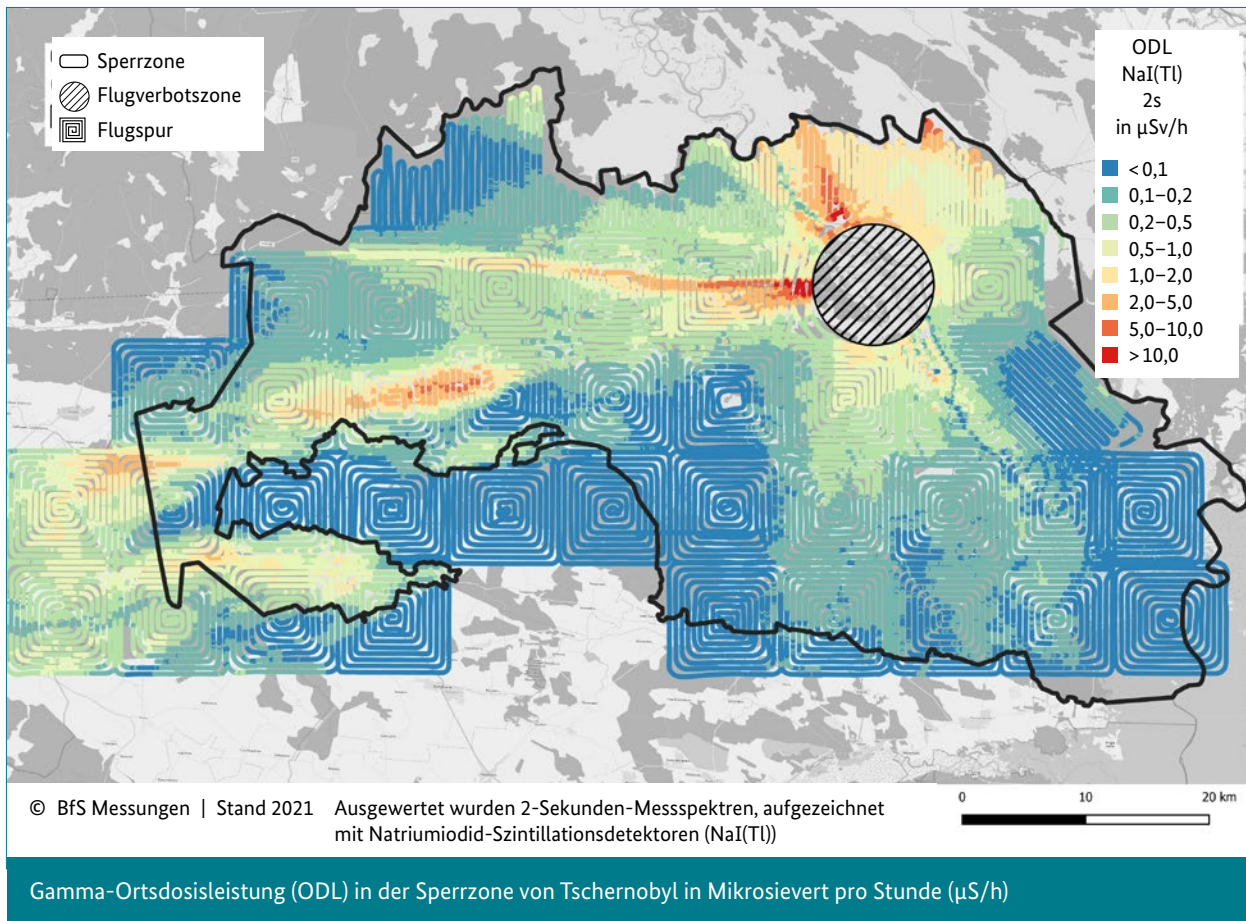 Sperrzone
Flugverbotszone
Flugspur
ODL
NaI(Tl)
2s
in µSv/h
< 0,1
0,1–0,2
0,2–0,5
0,5–1,0
1,0–2,0
2,0–5,0
5,0–10,0
> 10,0
© BfS Messungen | Stand 2021 Ausgewertet wurden 2-Sekunden-Messspektren, aufgezeichnet
mit Natriumiodid-Szintillationsdetektoren (NaI(Tl))
0 10 20 km
Gamma-Ortsdosisleistung (ODL) in der Sperrzone von Tschernobyl in Mikrosievert pro Stunde (µS/h)